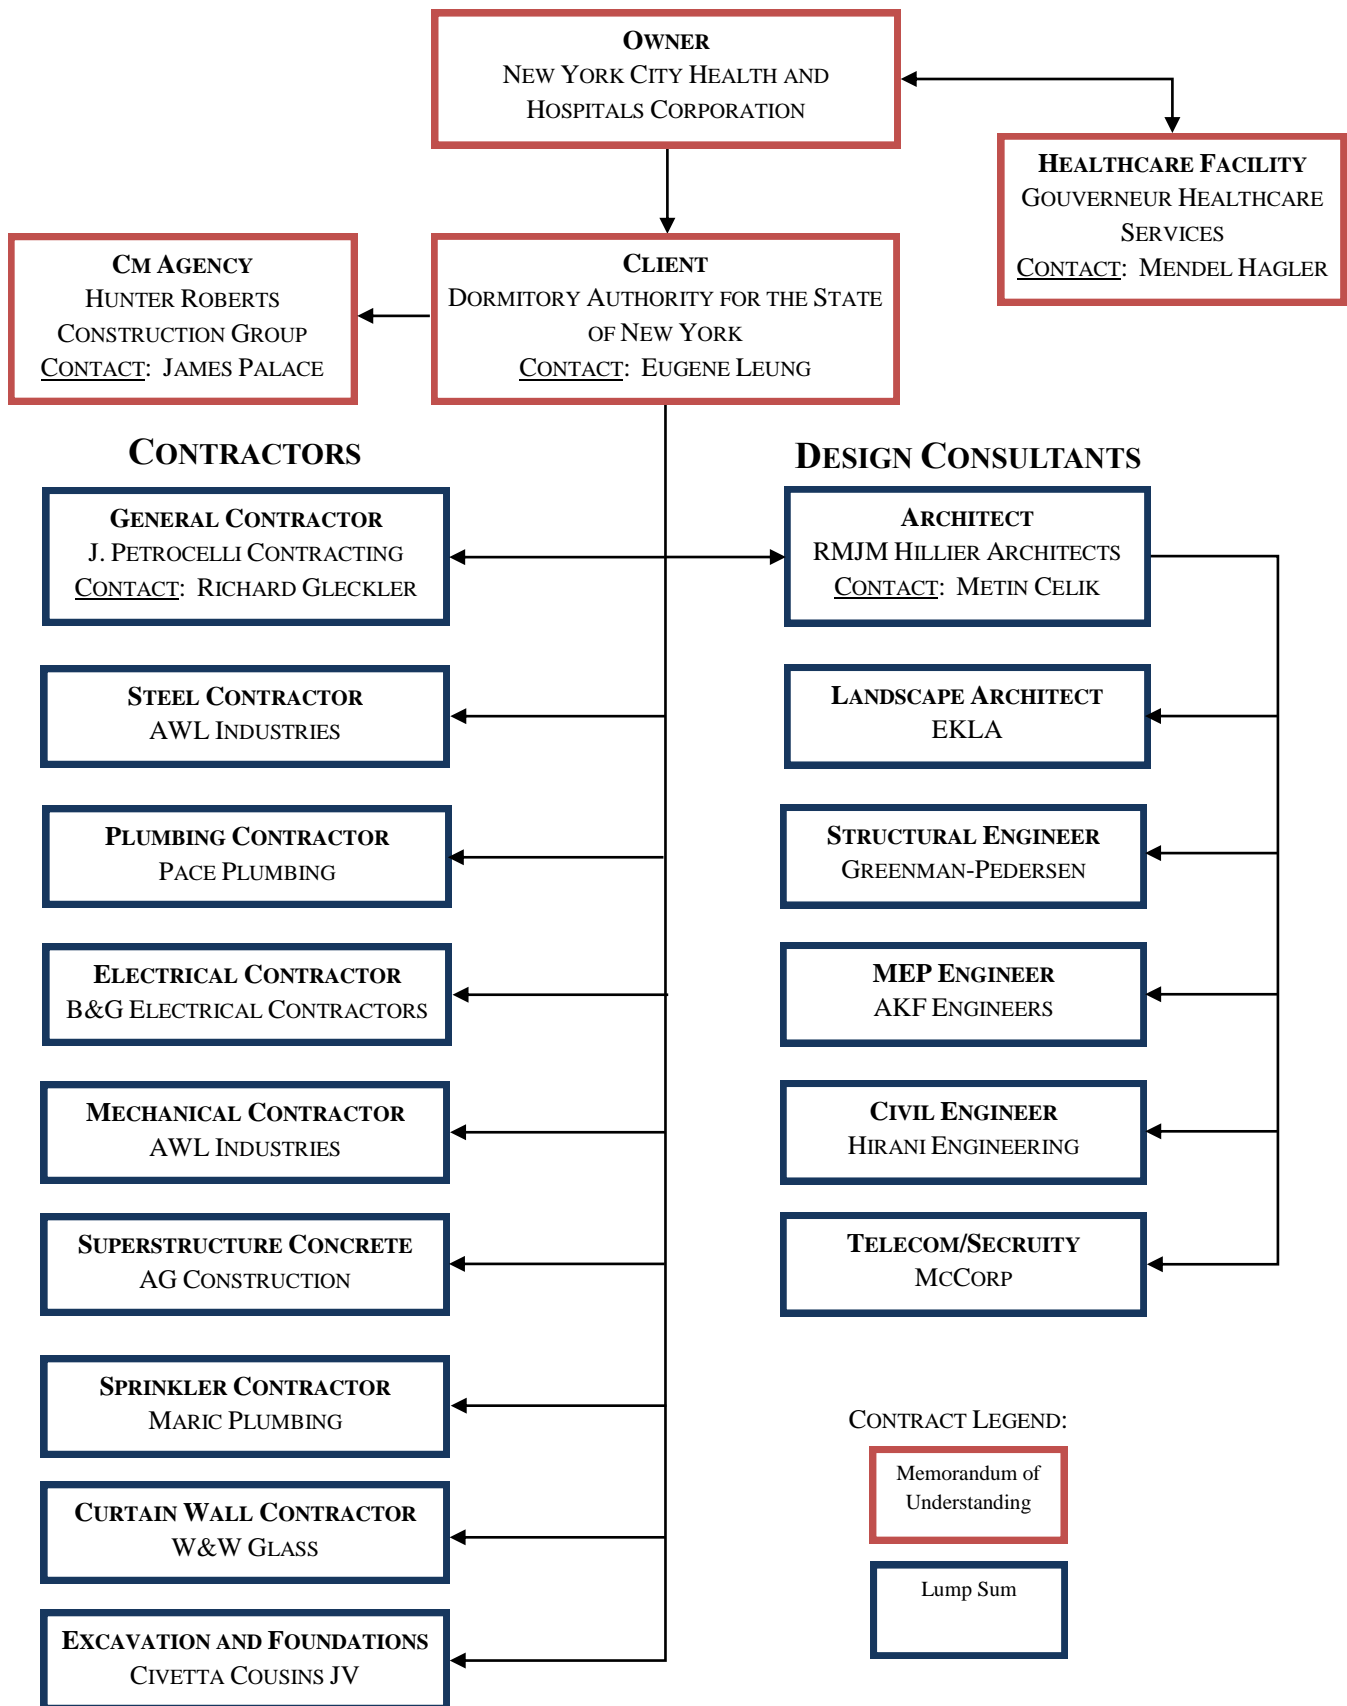 OWNER
NEW YORK CITY HEALTH AND
HOSPITALS CORPORATION
HEALTHCARE FACILITY
GOUVERNEUR HEALTHCARE
SERVICES
CONTACT: MENDEL HAGLER
CM AGENCY
HUNTER ROBERTS
CONSTRUCTION GROUP
CONTACT: JAMES PALACE
CLIENT
DORMITORY AUTHORITY FOR THE STATE
OF NEW YORK
CONTACT: EUGENE LEUNG
CONTRACTORS
GENERAL CONTRACTOR
J. PETROCELLI CONTRACTING
CONTACT: RICHARD GLECKLER
STEEL CONTRACTOR
AWL INDUSTRIES
PLUMBING CONTRACTOR
PACE PLUMBING
ELECTRICAL CONTRACTOR
B&G ELECTRICAL CONTRACTORS
MECHANICAL CONTRACTOR
AWL INDUSTRIES
SUPERSTRUCTURE CONCRETE
AG CONSTRUCTION
SPRINKLER CONTRACTOR
MARIC PLUMBING
CURTAIN WALL CONTRACTOR
W&W GLASS
EXCAVATION AND FOUNDATIONS
CIVETTA COUSINS JV
DESIGN CONSULTANTS
ARCHITECT
RMJM HILLIER ARCHITECTS
CONTACT: METIN CELIK
LANDSCAPE ARCHITECT
EKLA
STRUCTURAL ENGINEER
GREENMAN-PEDERSEN
MEP ENGINEER
AKF ENGINEERS
CIVIL ENGINEER
HIRANI ENGINEERING
TELECOM/SECRUITY
MCCORP
CONTRACT LEGEND:
Memorandum of
Understanding
Lump Sum